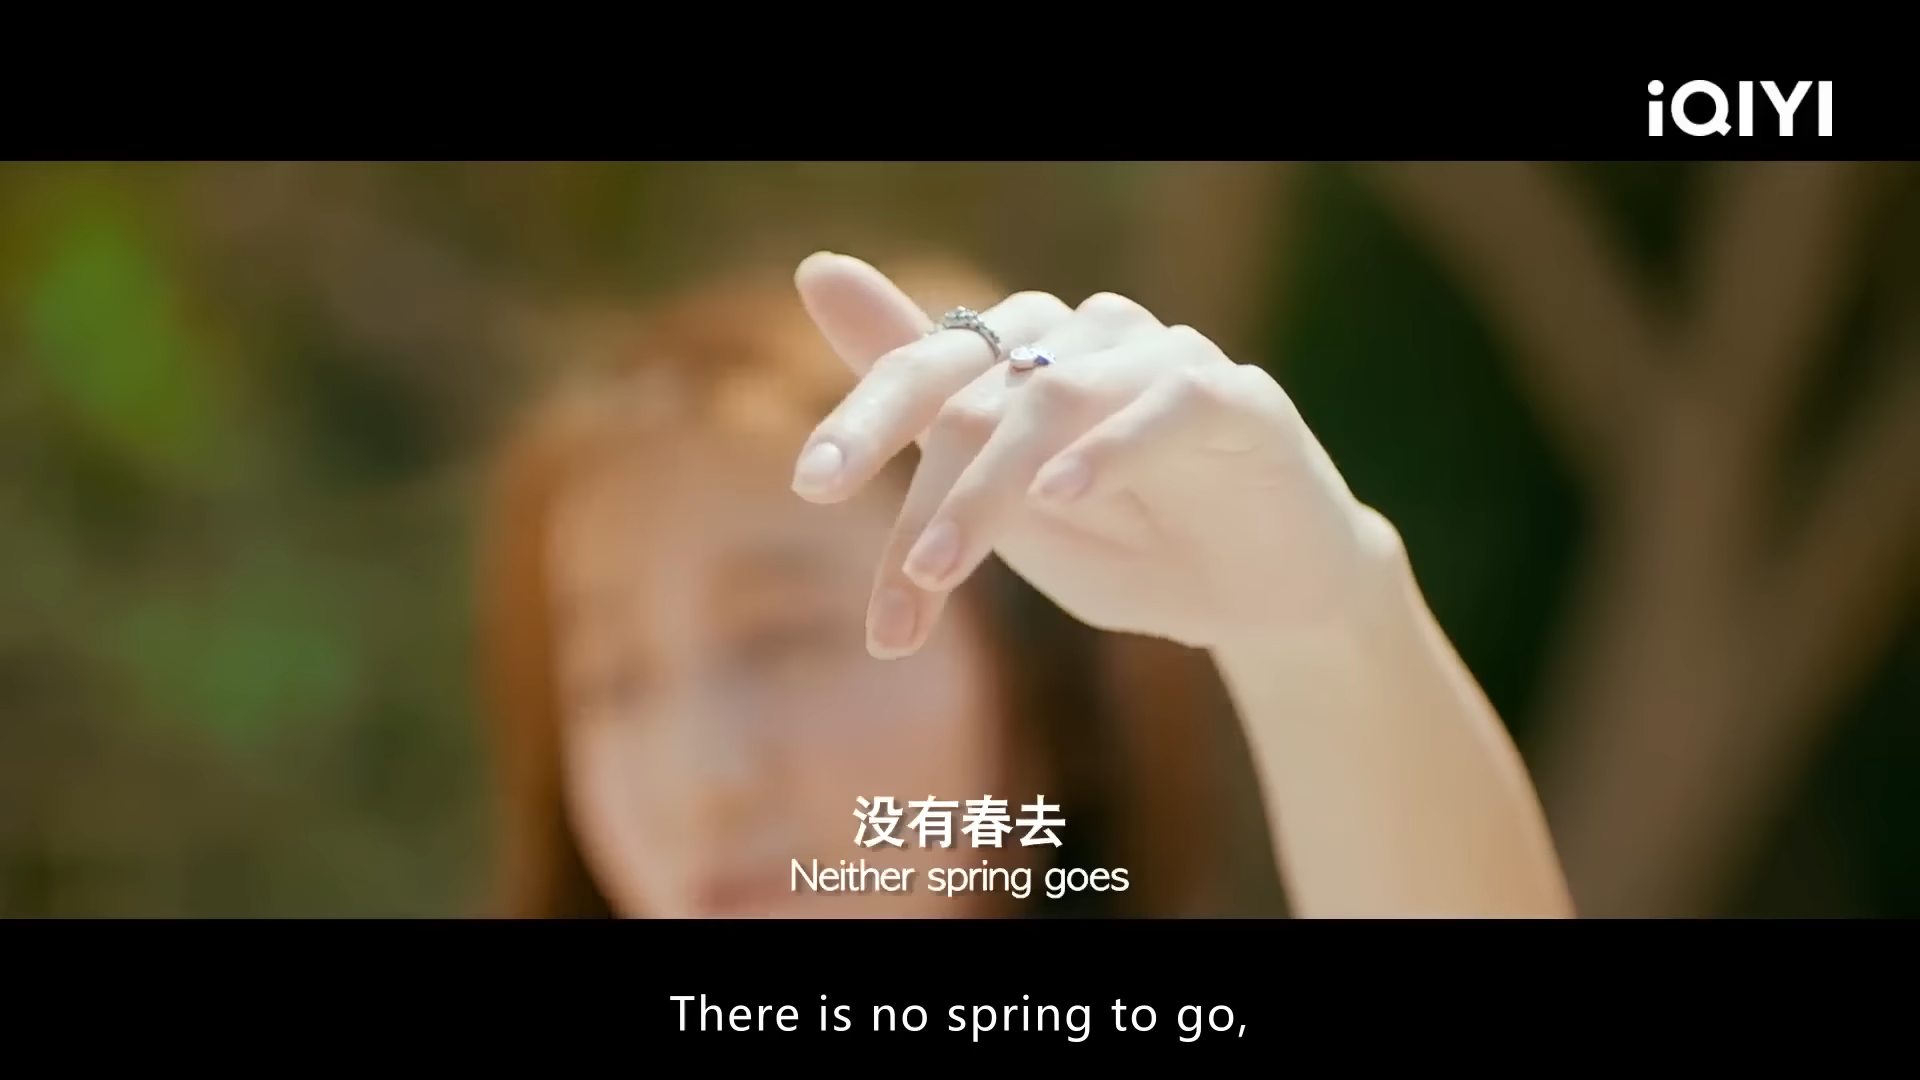 iQIYI
没有春去
Neither spring goes
There is no spring to go,